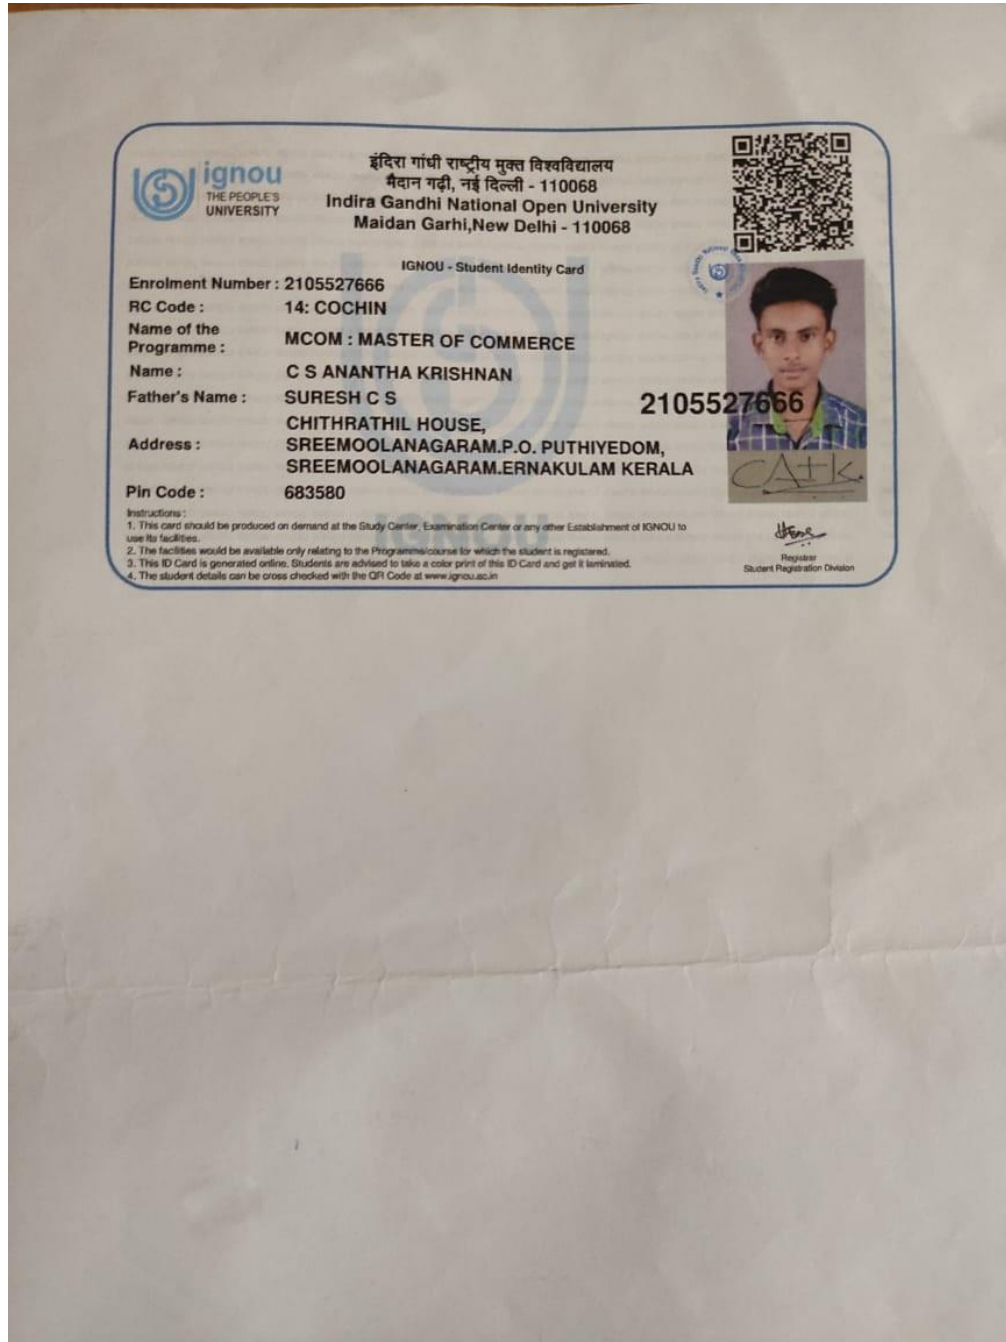 ignou
THE PEOPLE'S
UNIVERSITY
इंदिरा गांधी राष्ट्रीय मुक्त विश्वविद्यालय
मैदान गढ़ी, नई दिल्ली - 110068
Indira Gandhi National Open University
Maidan Garhi,New Delhi - 110068
IGNOU - Student Identity Card
Enrolment Number : 2105527666
RC Code : 14: COCHIN
Name of the
Programme : MCOM : MASTER OF COMMERCE
Name : C S ANANTHA KRISHNAN
Father's Name : SURESH C S
2105527666
Address : CHITHRATHIL HOUSE,
SREEMOOLANAGARAM.P.O. PUTHIYEDOM,
SREEMOOLANAGARAM.ERNAKULAM KERALA
Pin Code : 683580
IGNOU
Instructions :
1. This card should be produced on demand at the Study Center, Examination Center or any other Establishment of IGNOU to
use its facilities.
2. The facilities would be available only relating to the Programme/course for which the student is registered.
3. This ID Card is generated online. Students are advised to take a color print of this ID Card and get it laminated.
4. The student details can be cross checked with the QR Code at www.ignou.ac.in
Registrar
Student Registration Division